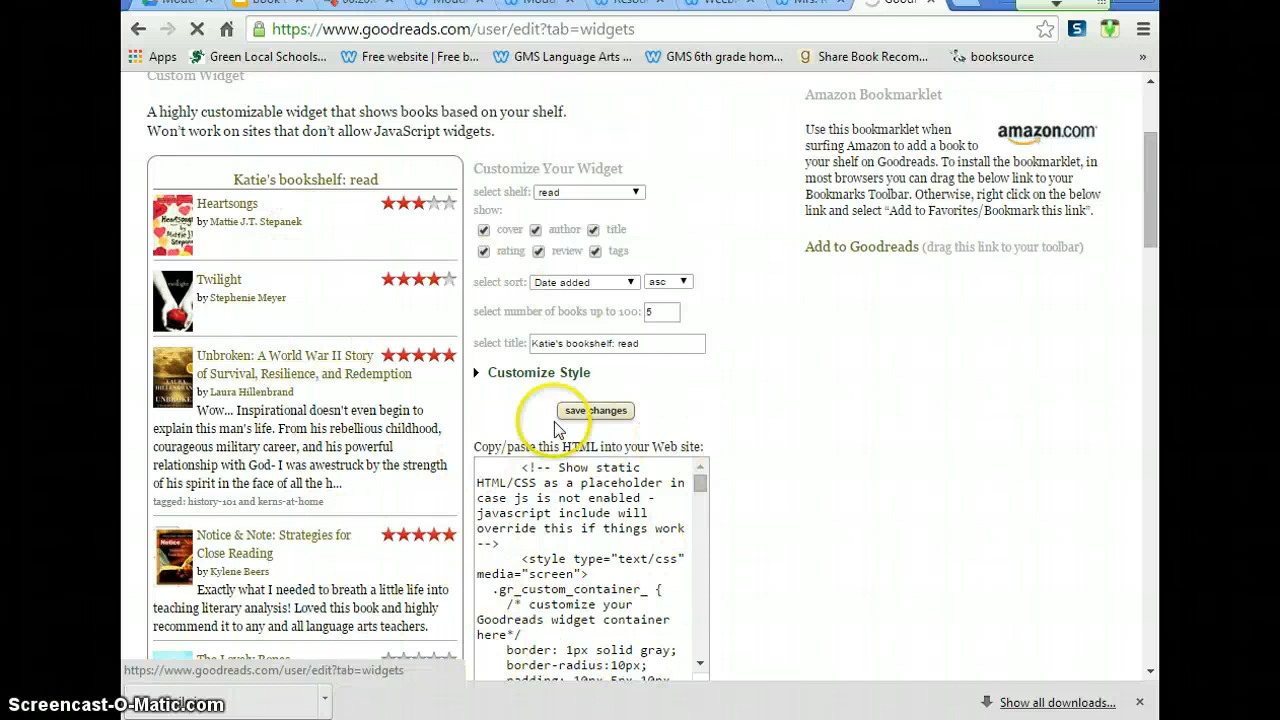 https://www.goodreads.com/user/edit?tab=widgets
Apps Green Local Schools... Free website | Free b... GMS Language Arts ... GMS 6th grade hom... Share Book Recom... booksource »
Custom Widget
A highly customizable widget that shows books based on your shelf.
Won't work on sites that don't allow JavaScript widgets.
Katie's bookshelf: read
Heartsongs
by Mattie J.T. Stepanek
Twilight
by Stephenie Meyer
Unbroken: A World War II Story
of Survival, Resilience, and Redemption
by Laura Hillenbrand
Wow... Inspirational doesn't even begin to
explain this man's life. From his rebellious childhood,
courageous military career, and his powerful
relationship with God- I was awestruck by the strength
of his spirit in the face of all the h...
tagged: history-101 and kerns-at-home
Notice & Note: Strategies for
Close Reading
by Kylene Beers
Exactly what I needed to breath a little life into
teaching literary analysis! Loved this book and highly
recommend it to any and all language arts teachers.
The Lovely Bones
Customize Your Widget
select shelf: read
show:
cover author title
rating review tags
select sort: Date added asc
select number of books up to 100: 5
select title: Katie's bookshelf: read
Customize Style
save changes
Copy/paste this HTML into your Web site:
<!-- Show static
HTML/CSS as a placeholder in
case js is not enabled -
javascript include will
override this if things work
-->
<style type="text/css"
media="screen">
.gr_custom_container_ {
/* customize your
Goodreads widget container
here*/
border: 1px solid gray;
border-radius:10px;
padding: 10px 5px 10px
Amazon Bookmarklet
amazon.com
Use this bookmarklet when
surfing Amazon to add a book to
your shelf on Goodreads. To install the bookmarklet, in
most browsers you can drag the below link to your
Bookmarks Toolbar. Otherwise, right click on the below
link and select "Add to Favorites/Bookmark this link".
Add to Goodreads (drag this link to your toolbar)
https://www.goodreads.com/user/edit?tab=widgets
Screencast-O-Matic.com
Show all downloads...